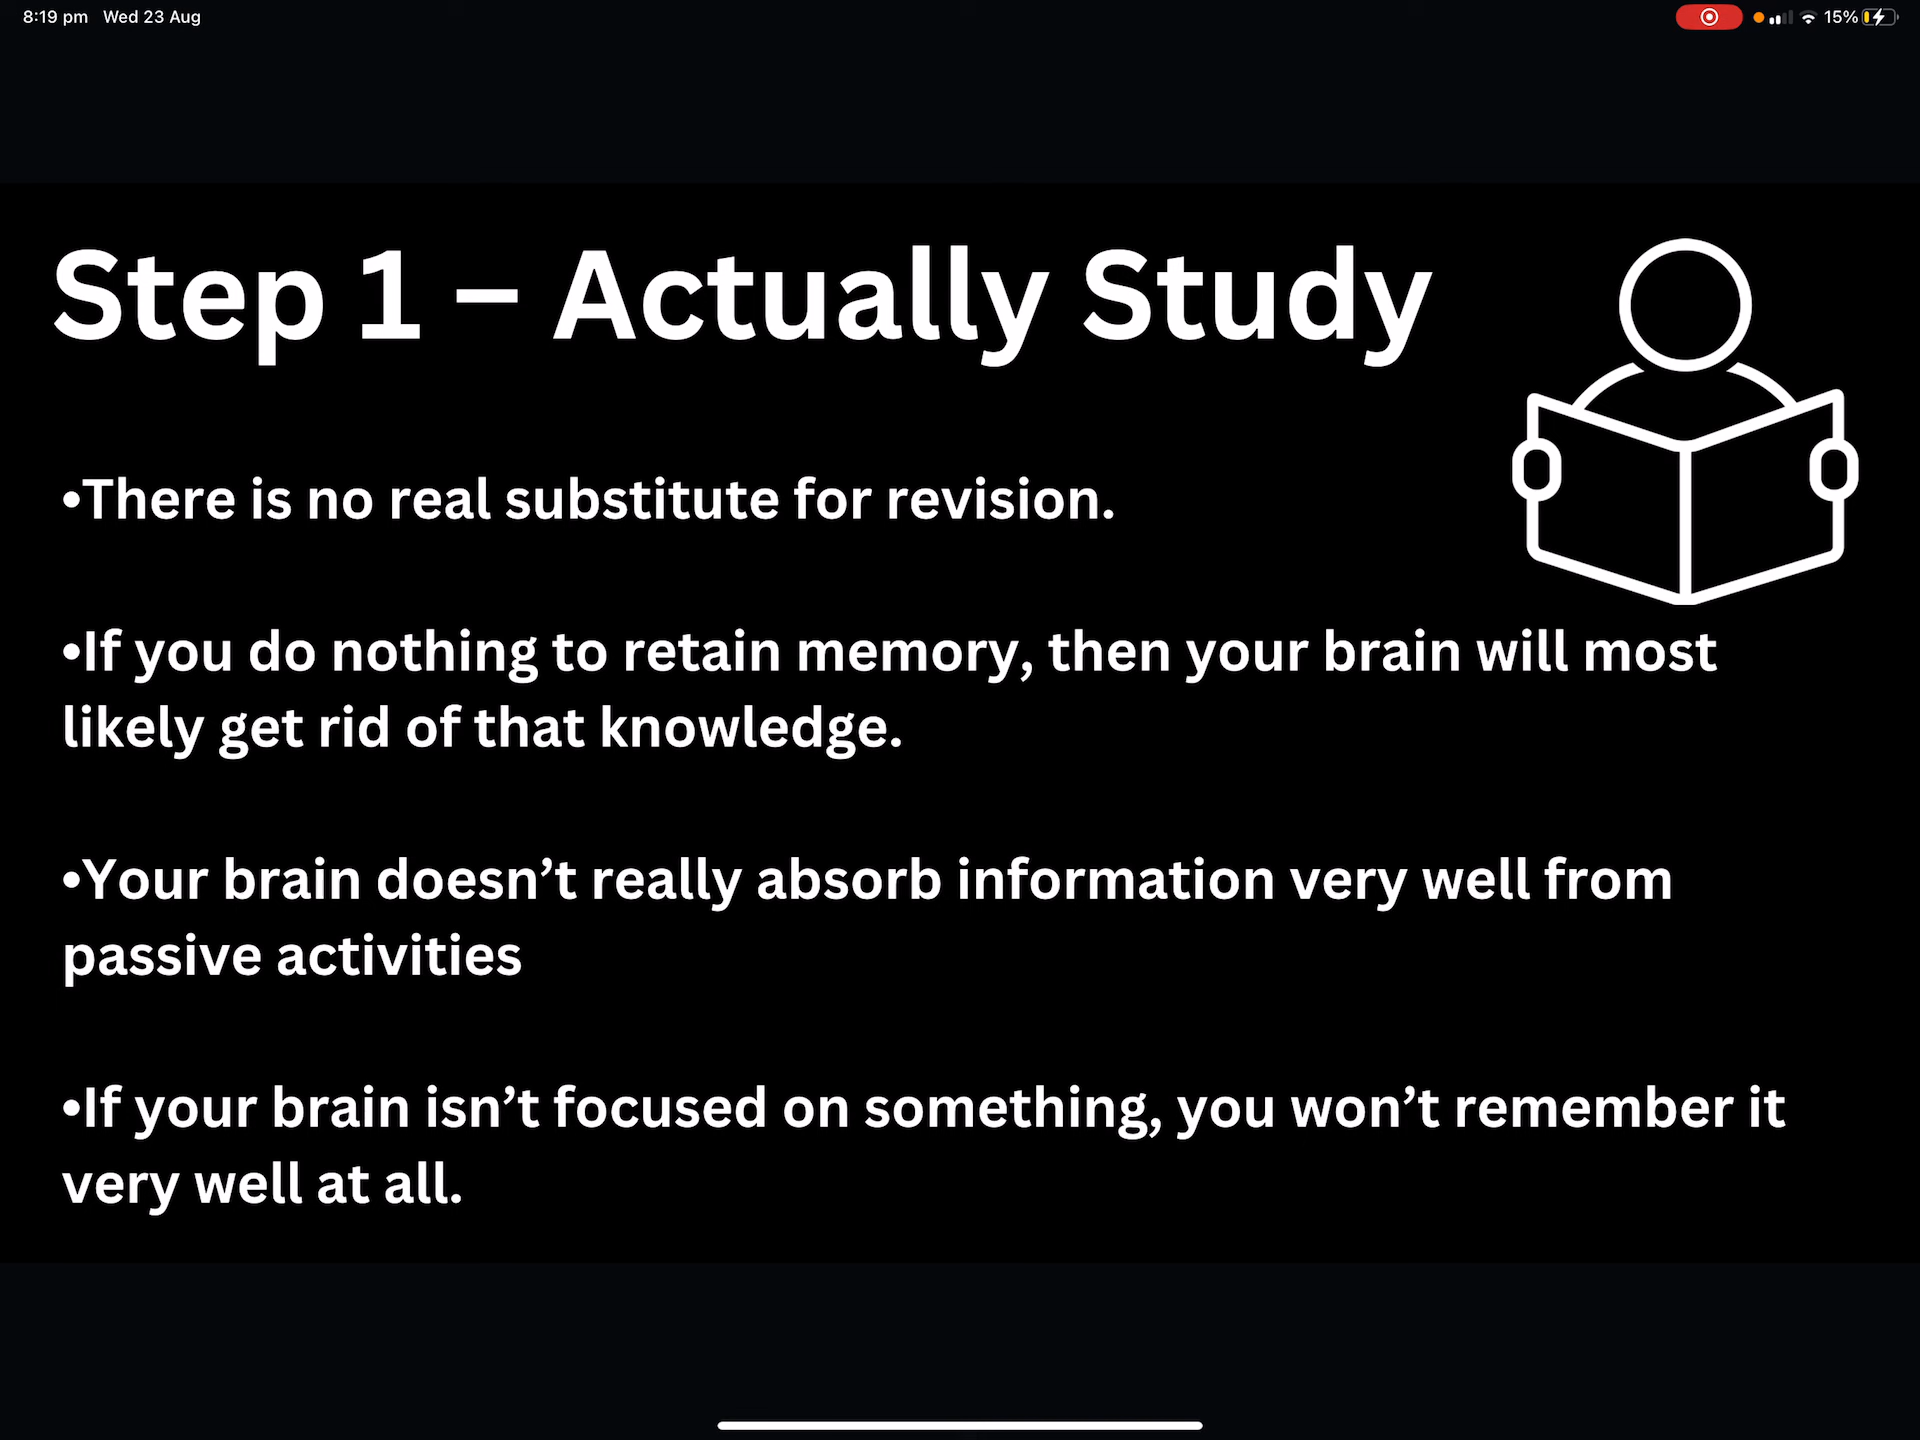 8:19 pm Wed 23 Aug
15%
Step 1 – Actually Study
•There is no real substitute for revision.
•If you do nothing to retain memory, then your brain will most
likely get rid of that knowledge.
•Your brain doesn’t really absorb information very well from
passive activities
•If your brain isn’t focused on something, you won’t remember it
very well at all.